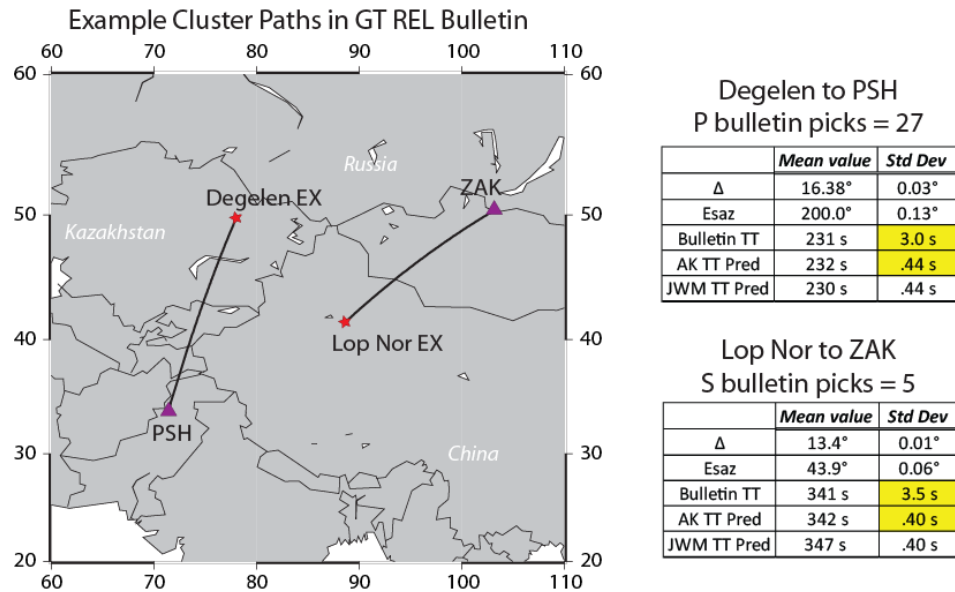 Example Cluster Paths in GT REL Bulletin
60 70 80 90 100 110
60 60
50 50
40 40
30 30
20 20
60 70 80 90 100 110
Russia
ZAK
Degelen EX
Kazakhstan
Lop Nor EX
PSH
China
Degelen to PSH
P bulletin picks = 27
Mean value Std Dev
Δ 16.38° 0.03°
Esaz 200.0° 0.13°
Bulletin TT 231 s 3.0 s
AK TT Pred 232 s .44 s
JWM TT Pred 230 s .44 s
Lop Nor to ZAK
S bulletin picks = 5
Mean value Std Dev
Δ 13.4° 0.01°
Esaz 43.9° 0.06°
Bulletin TT 341 s 3.5 s
AK TT Pred 342 s .40 s
JWM TT Pred 347 s .40 s